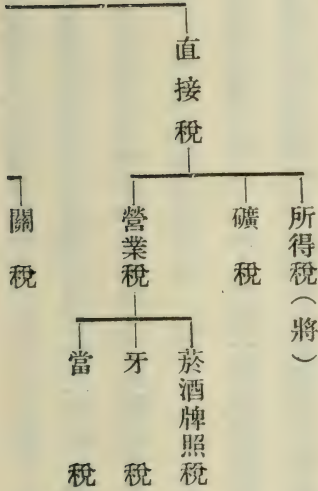 直接稅
所得稅（將）
礦稅
營業稅
菸酒牌照稅
牙稅
當稅
關稅